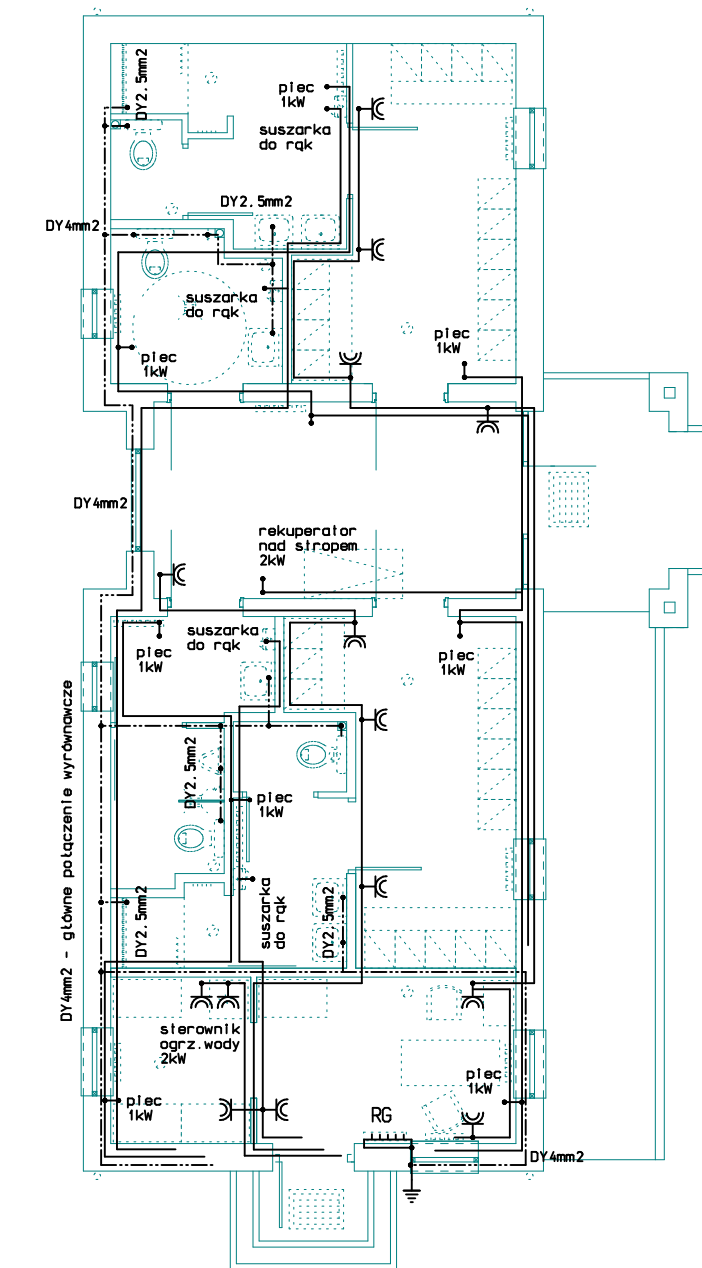 DY2.5mm2
piec
1kW
suszarka
do rąk
DY2.5mm2
DY4mm2
suszarka
do rąk
piec
1kW
piec
1kW
DY4mm2
rekuperator
nad stropem
2kW
suszarka
do rąk
piec
1kW
piec
1kW
DY4mm2 - główne połączenie wyrównawcze
DY2.5mm2
piec
1kW
suszarka
do rąk
DY2.5mm2
DY2.5mm2
sterownik
ogrz.wody
2kW
piec
1kW
piec
1kW
RG
DY4mm2